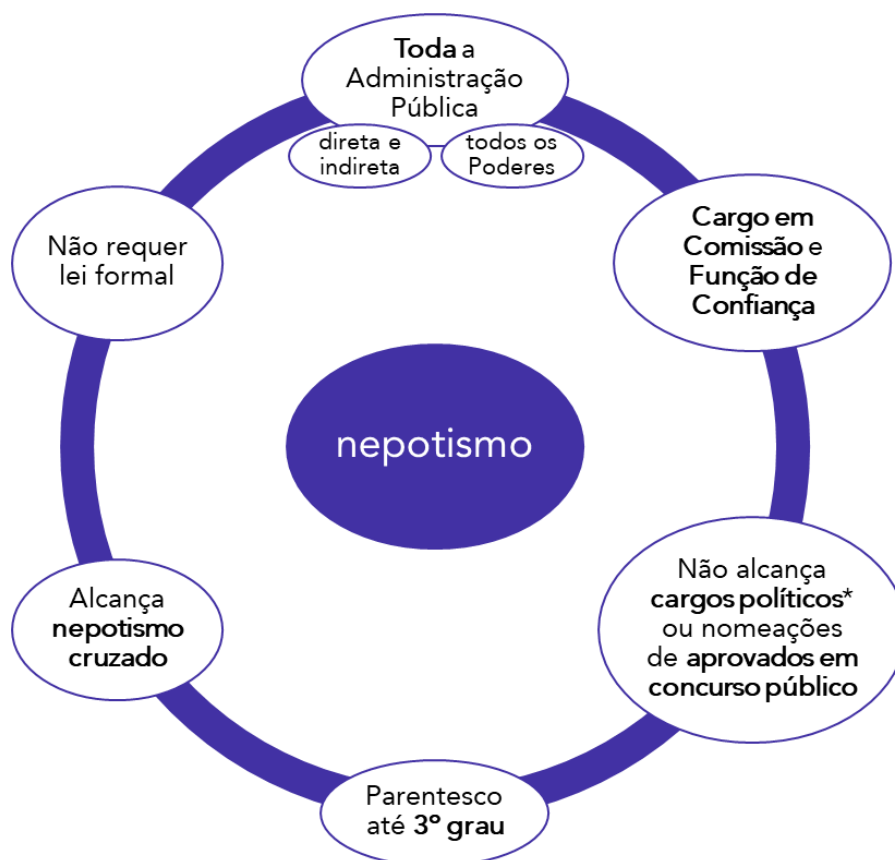 Toda a
Administração
Pública
direta e
indireta
todos os
Poderes
Cargo em
Comissão e
Função de
Confiança
Não alcança
cargos políticos*
ou nomeações
de aprovados em
concurso público
Parentesco
até 3º grau
Alcança
nepotismo
cruzado
Não requer
lei formal
nepotismo